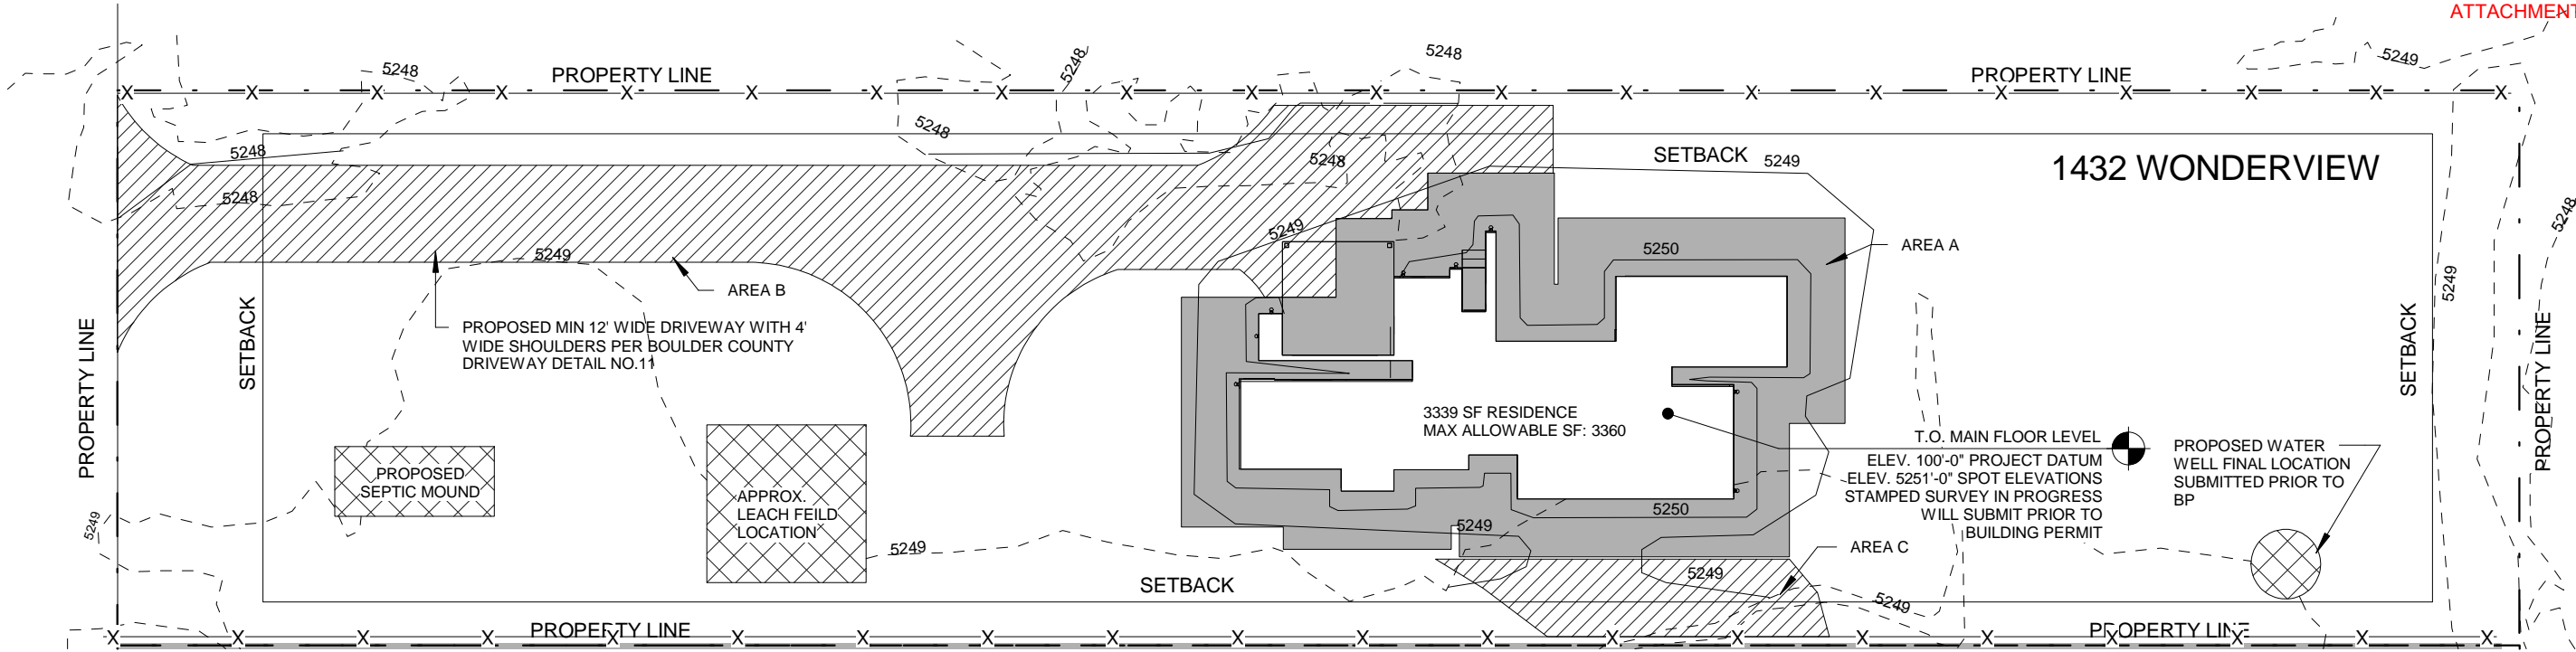 ATTACHMENT
5248
PROPERTY LINE
5248
5248
PROPERTY LINE
5249
5248
5248
5248
SETBACK
5249
1432 WONDERVIEW
5248
5248
5249
5249
5250
AREA A
5249
AREA B
PROPOSED MIN 12' WIDE DRIVEWAY WITH 4'
WIDE SHOULDERS PER BOULDER COUNTY
DRIVEWAY DETAIL NO.11
PROPERTY LINE
SETBACK
SETBACK
PROPERTY LINE
5249
3339 SF RESIDENCE
MAX ALLOWABLE SF: 3360
T.O. MAIN FLOOR LEVEL
ELEV. 100'-0" PROJECT DATUM
ELEV. 5251'-0" SPOT ELEVATIONS
STAMPED SURVEY IN PROGRESS
WILL SUBMIT PRIOR TO
BUILDING PERMIT
PROPOSED WATER
WELL FINAL LOCATION
SUBMITTED PRIOR TO
BP
PROPOSED
SEPTIC MOUND
APPROX.
LEACH FEILD
LOCATION
5249
5249
5249
5250
AREA C
5249
5249
SETBACK
PROPERTY LINE
PROPERTY LINE